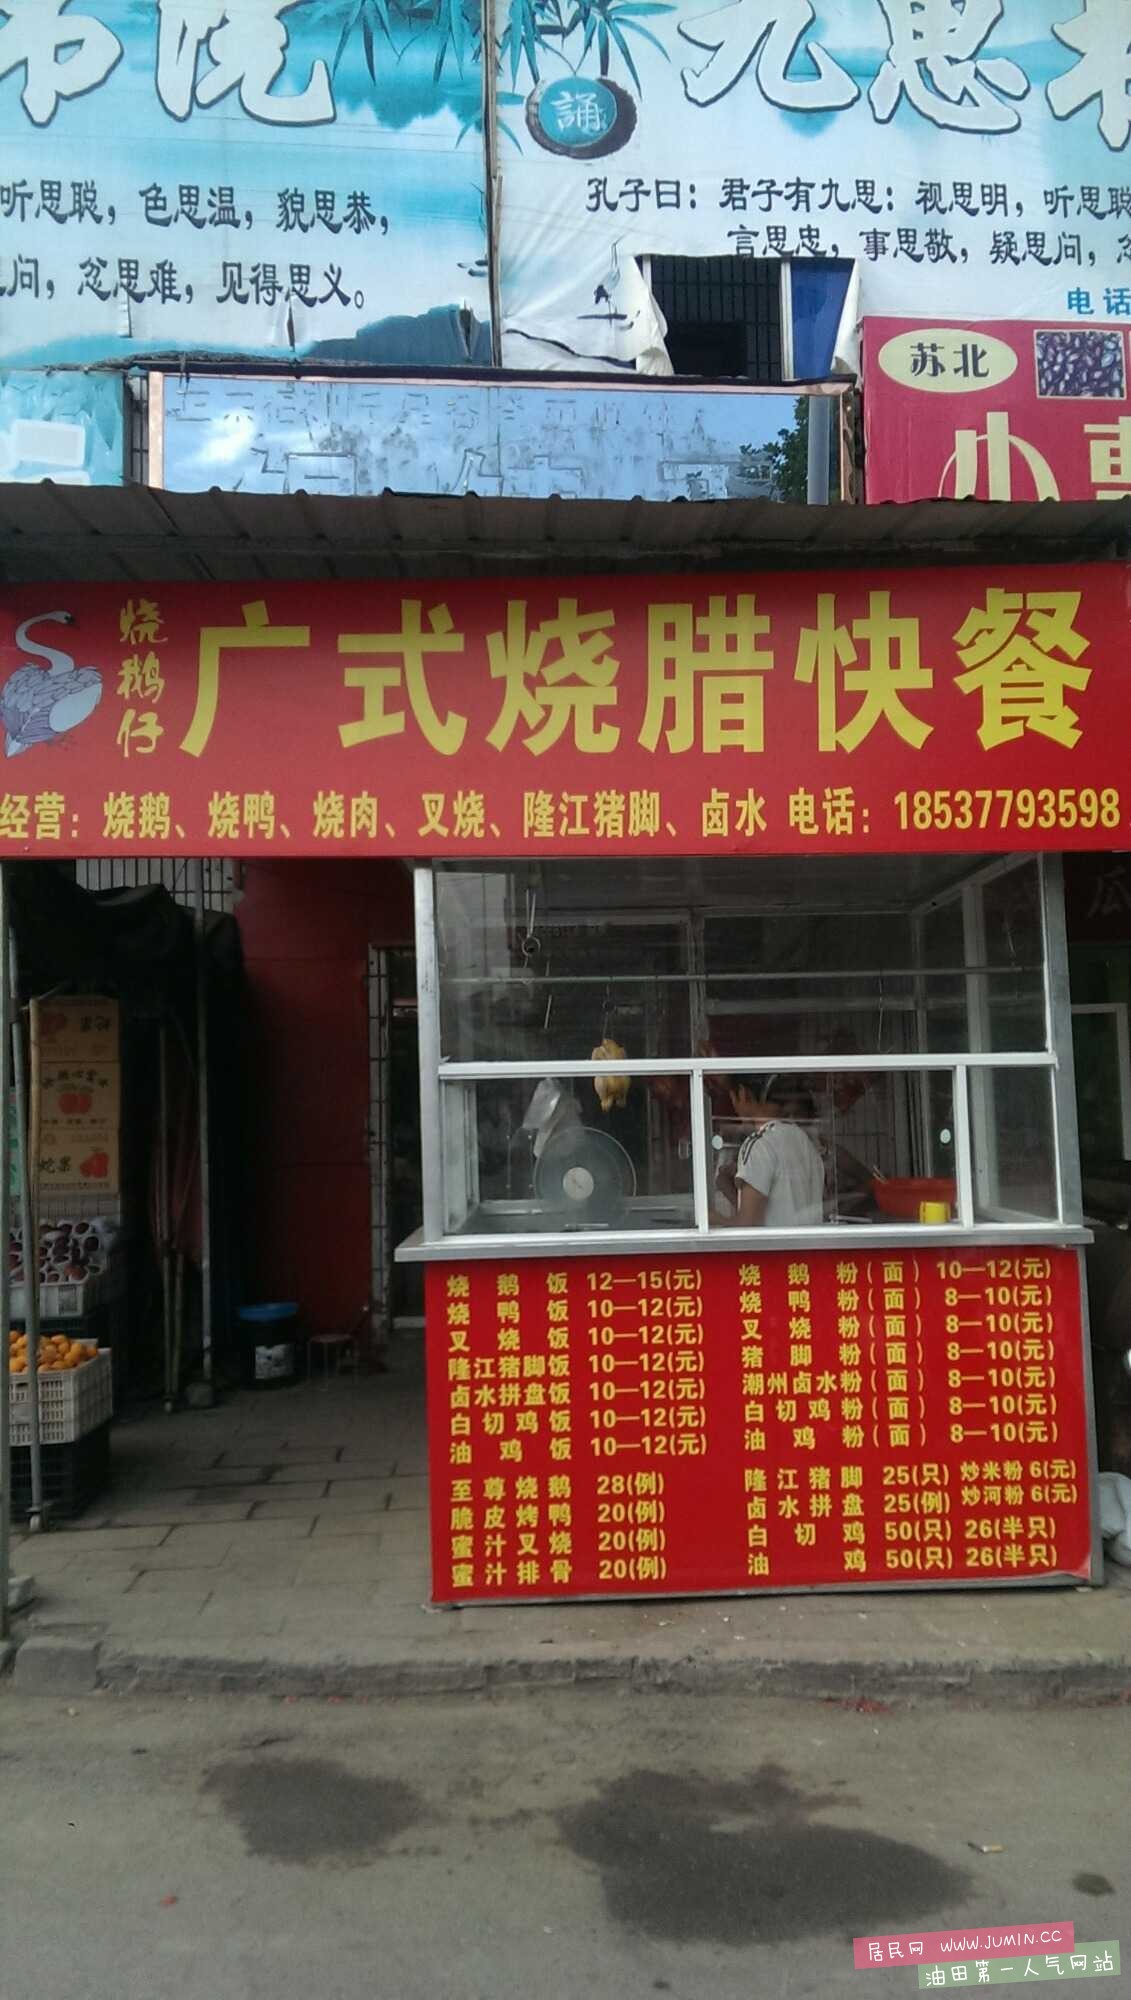 九思
誦
听思聪，色思温，貌思恭，
问，忿思难，见得思义。
孔子曰：君子有九思：视思明，听思聪
言思忠，事思敬，疑思问，忿
电话
苏北
小
烧鹅仔
广式烧腊快餐
经营：烧鹅、烧鸭、烧肉、叉烧、隆江猪脚、卤水 电话：18537793598
烧鹅饭 12—15(元)
烧鸭饭 10—12(元)
叉烧饭 10—12(元)
隆江猪脚饭 10—12(元)
卤水拼盘饭 10—12(元)
白切鸡饭 10—12(元)
油鸡饭 10—12(元)
至尊烧鹅 28(例)
脆皮烤鸭 20(例)
蜜汁叉烧 20(例)
蜜汁排骨 20(例)
烧鹅粉(面) 10—12(元)
烧鸭粉(面) 8—10(元)
叉烧粉(面) 8—10(元)
猪脚粉(面) 8—10(元)
潮州卤水粉(面) 8—10(元)
白切鸡粉(面) 8—10(元)
油鸡粉(面) 8—10(元)
隆江猪脚 25(只) 炒米粉 6(元)
卤水拼盘 25(例) 炒河粉 6(元)
白切鸡 50(只) 26(半只)
油鸡 50(只) 26(半只)
居民网 WWW.JUMIN.CC
油田第一人气网站